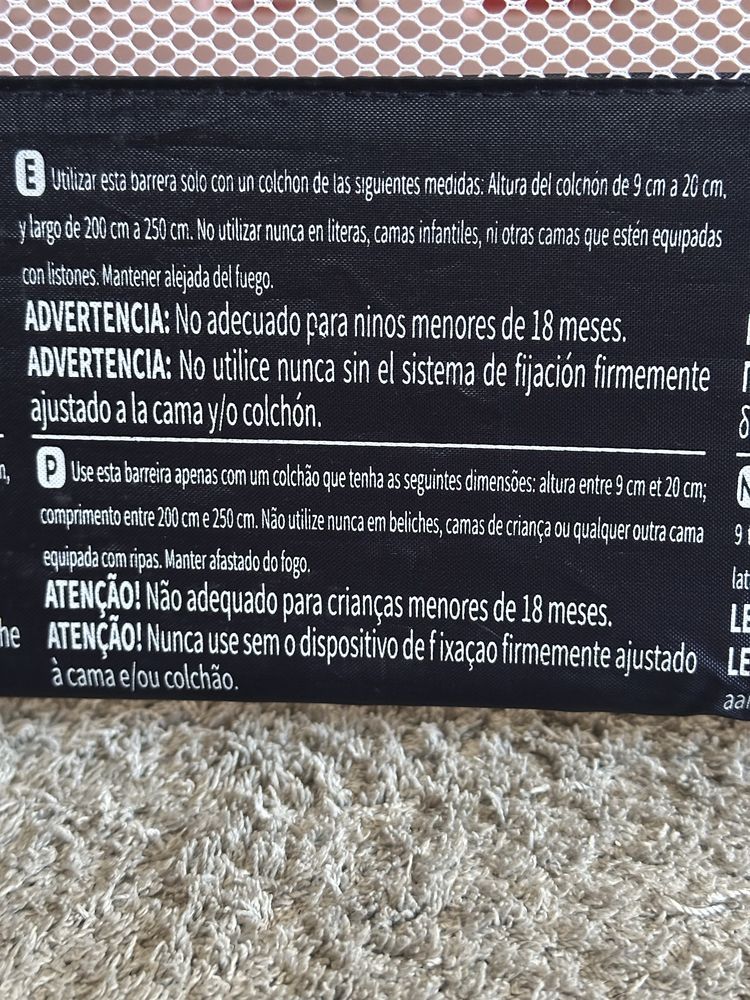 E Utilizar esta barrera solo con un colchon de las siguientes medidas: Altura del colchón de 9 cm a 20 cm,
y largo de 200 cm a 250 cm. No utilizar nunca en literas, camas infantiles, ni otras camas que estén equipadas
con listones. Mantener alejada del fuego.
ADVERTENCIA: No adecuado para ninos menores de 18 meses.
ADVERTENCIA: No utilice nunca sin el sistema de fijación firmemente
ajustado a la cama y/o colchón.
P Use esta barreira apenas com um colchão que tenha as seguintes dimensões: altura entre 9 cm et 20 cm;
comprimento entre 200 cm e 250 cm. Não utilize nunca em beliches, camas de criança ou qualquer outra cama
equipada com ripas. Manter afastado do fogo.
ATENÇÃO! Não adequado para crianças menores de 18 meses.
ATENÇÃO! Nunca use sem o dispositivo de f ixaçao firmemente ajustado
à cama e/ou colchão.